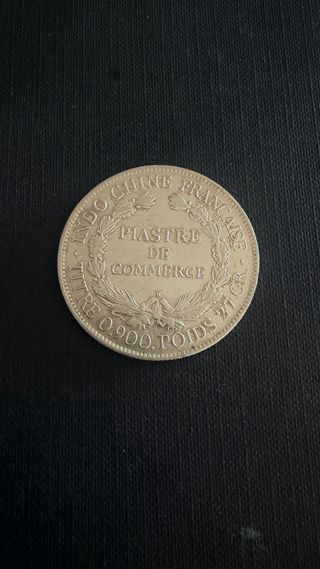 INDO-CHINE FRANÇAISE
PIASTRE
DE
COMMERCE
TITRE 0,900. POIDS 27 GR.